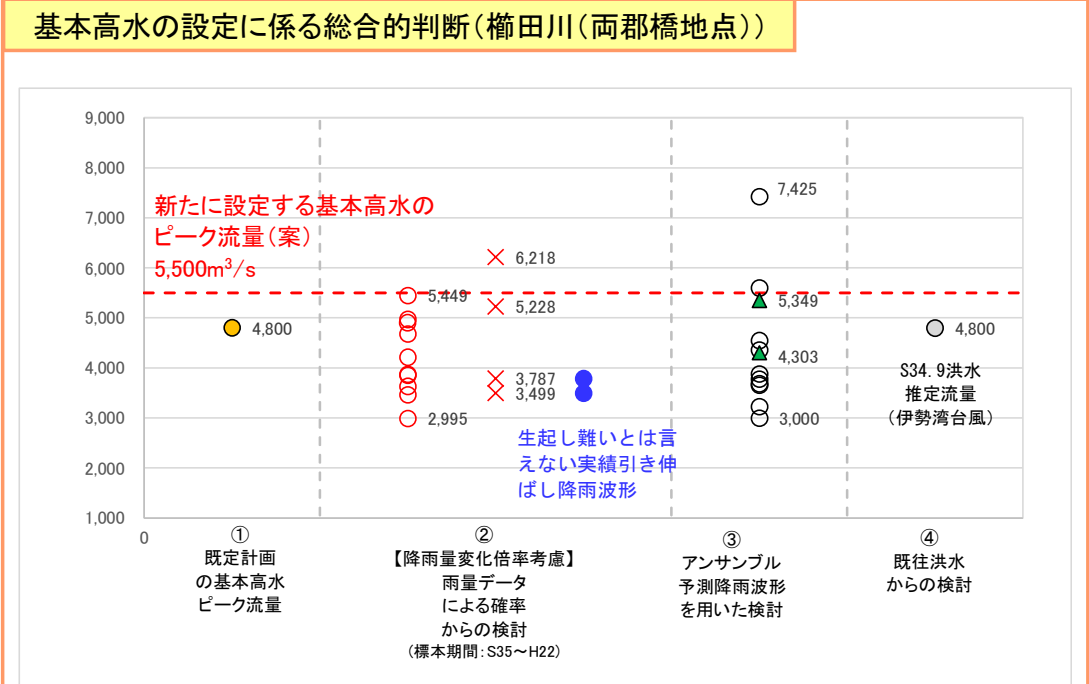 基本高水の設定に係る総合的判断(櫛田川(両郡橋地点))
9,000
8,000
7,000
6,000
5,000
4,000
3,000
2,000
1,000
0
新たに設定する基本高水の
ピーク流量(案)
5,500m³/s
4,800
5,449
2,995
6,218
5,228
3,787
3,499
生起し難いとは言
えない実績引き伸
ばし降雨波形
7,425
5,349
4,303
3,000
4,800
S34.9洪水
推定流量
(伊勢湾台風)
①
既定計画
の基本高水
ピーク流量
②
【降雨量変化倍率考慮】
雨量データ
による確率
からの検討
(標本期間:S35~H22)
③
アンサンブル
予測降雨波形
を用いた検討
④
既往洪水
からの検討